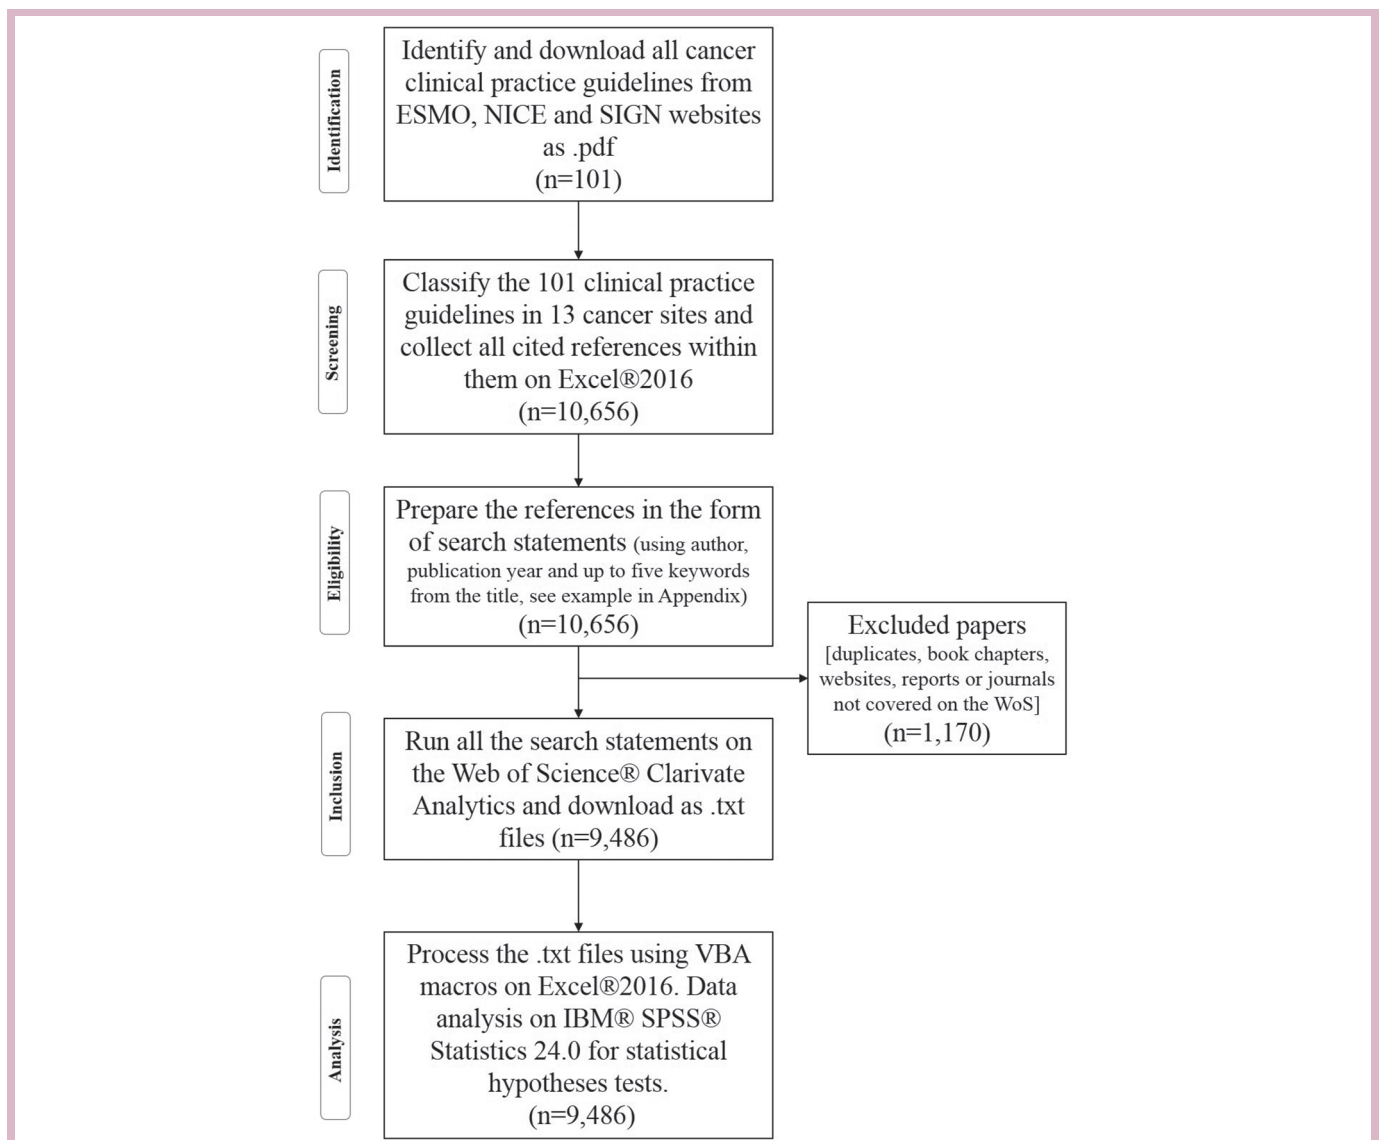 Identification
Identify and download all cancer
clinical practice guidelines from
ESMO, NICE and SIGN websites
as .pdf
(n=101)
Screening
Classify the 101 clinical practice
guidelines in 13 cancer sites and
collect all cited references within
them on Excel®2016
(n=10,656)
Eligibility
Prepare the references in the form
of search statements (using author,
publication year and up to five keywords
from the title, see example in Appendix)
(n=10,656)
Excluded papers
[duplicates, book chapters,
websites, reports or journals
not covered on the WoS]
(n=1,170)
Inclusion
Run all the search statements on
the Web of Science® Clarivate
Analytics and download as .txt
files (n=9,486)
Analysis
Process the .txt files using VBA
macros on Excel®2016. Data
analysis on IBM® SPSS®
Statistics 24.0 for statistical
hypotheses tests.
(n=9,486)